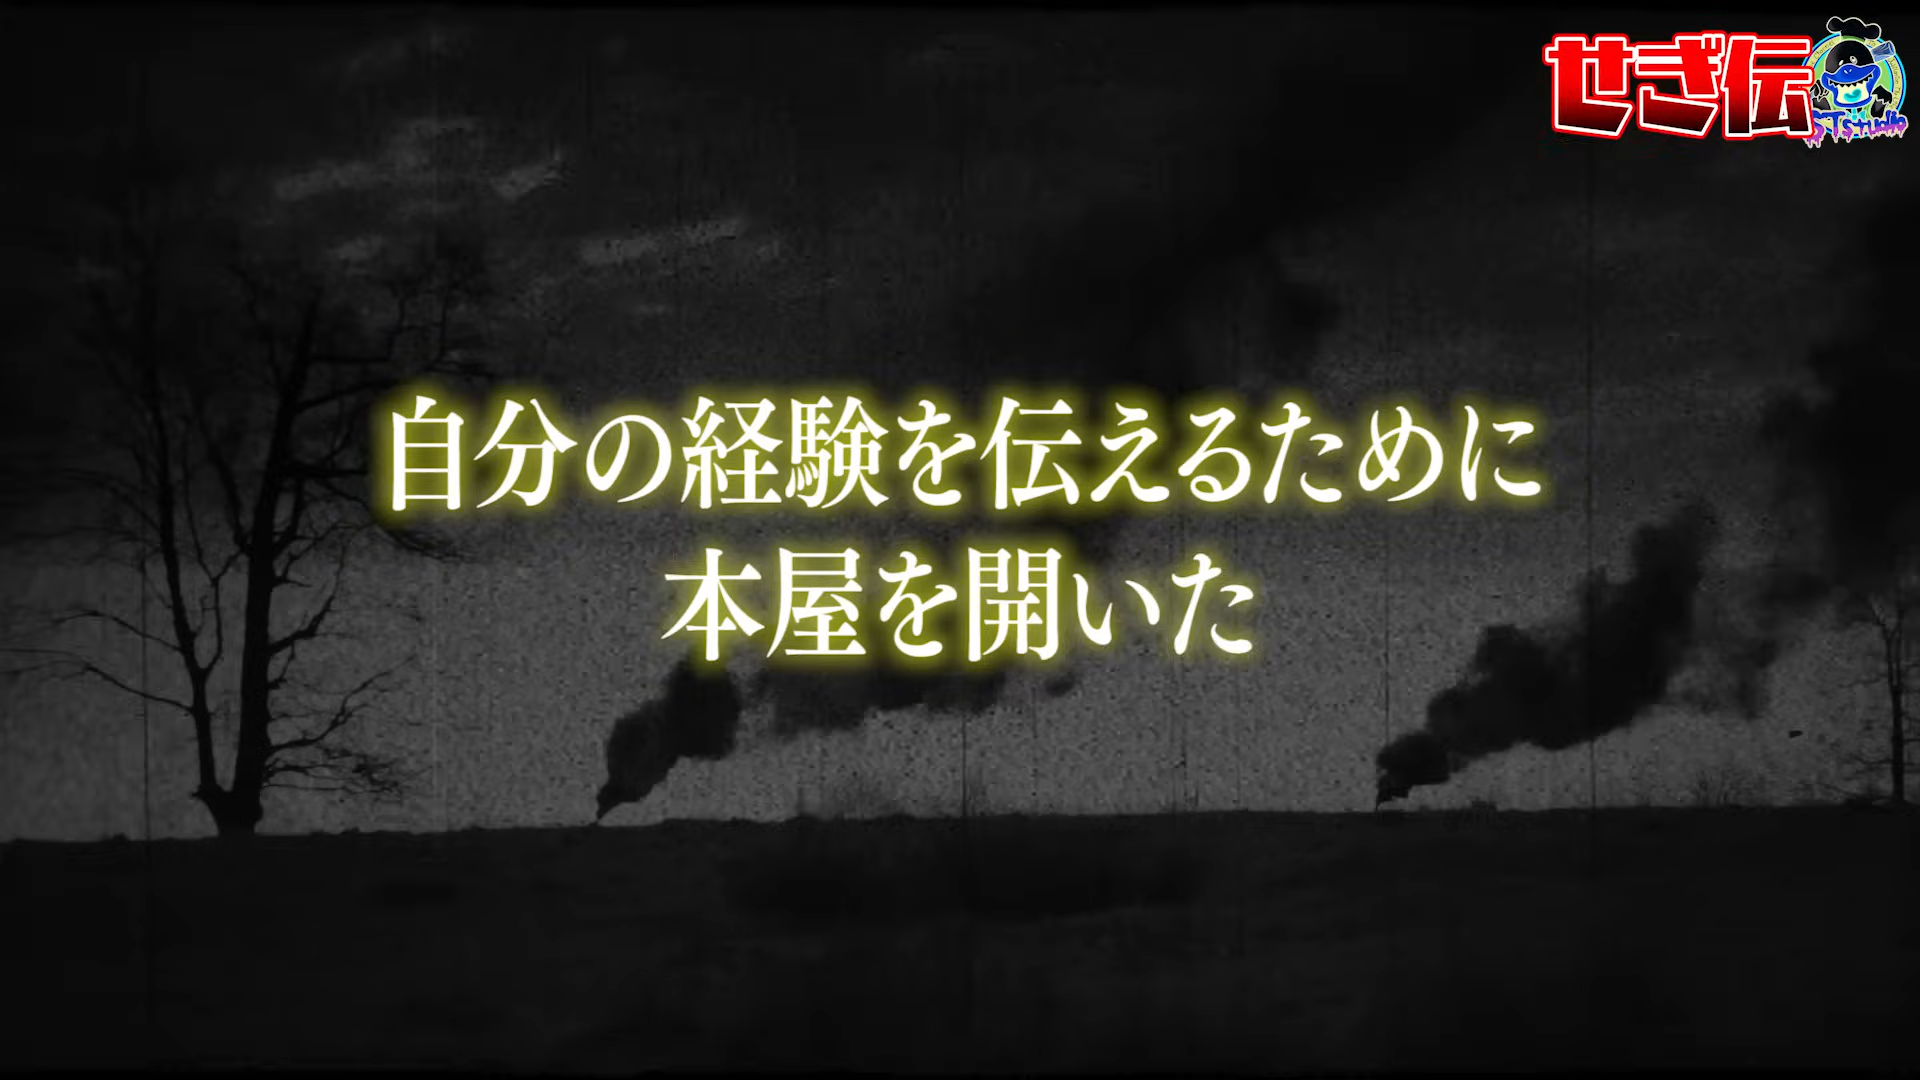 せぎ伝
STstudio
自分の経験を伝えるために
本屋を開いた